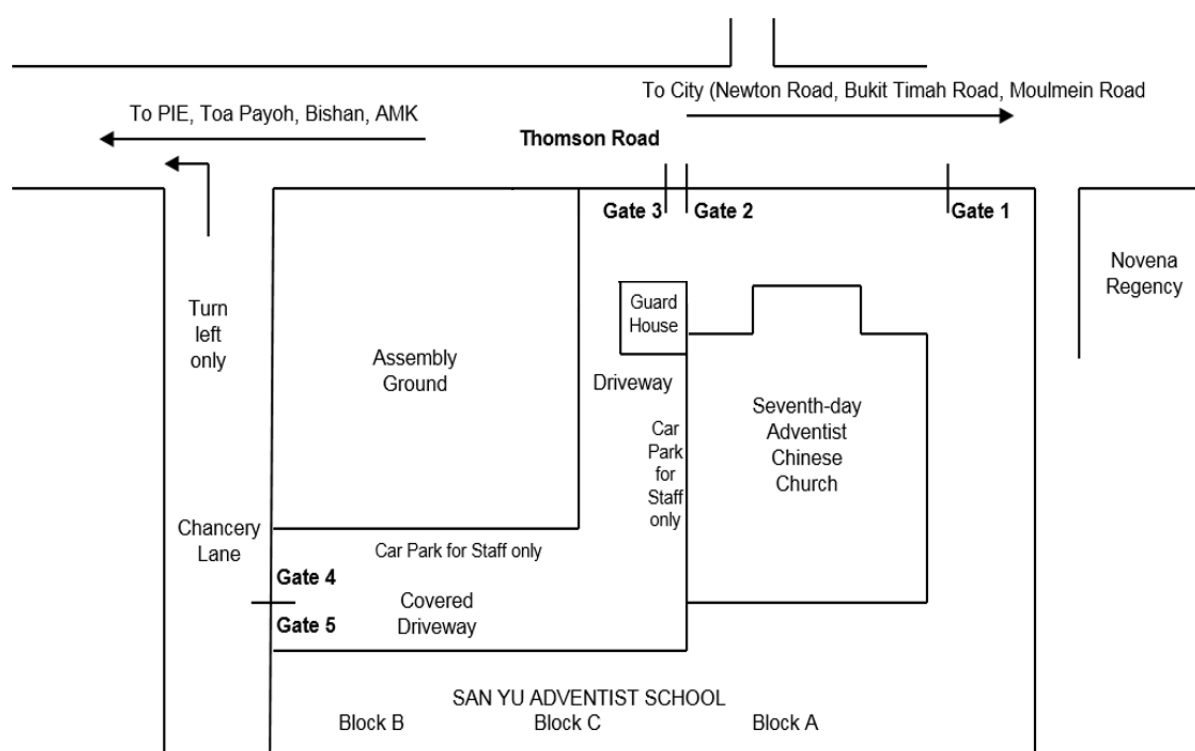 To City (Newton Road, Bukit Timah Road, Moulmein Road
To PIE, Toa Payoh, Bishan, AMK
Thomson Road
Gate 3
Gate 2
Gate 1
Novena
Regency
Guard
House
Turn
left
only
Assembly
Ground
Driveway
Car
Park
for
Staff
only
Seventh-day
Adventist
Chinese
Church
Chancery
Lane
Car Park for Staff only
Gate 4
Gate 5
Covered
Driveway
SAN YU ADVENTIST SCHOOL
Block B
Block C
Block A